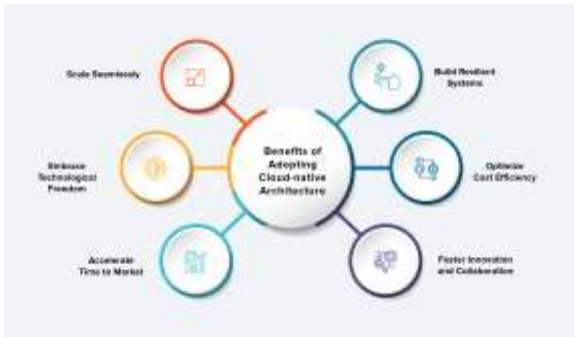 Scale Seamlessly
Build Resilient
Systems
Benefits of
Adopting
Cloud-native
Architecture
Embrace
Technological
Freedom
Optimize
Cost Efficiency
Accelerate
Time to Market
Foster Innovation
and Collaboration